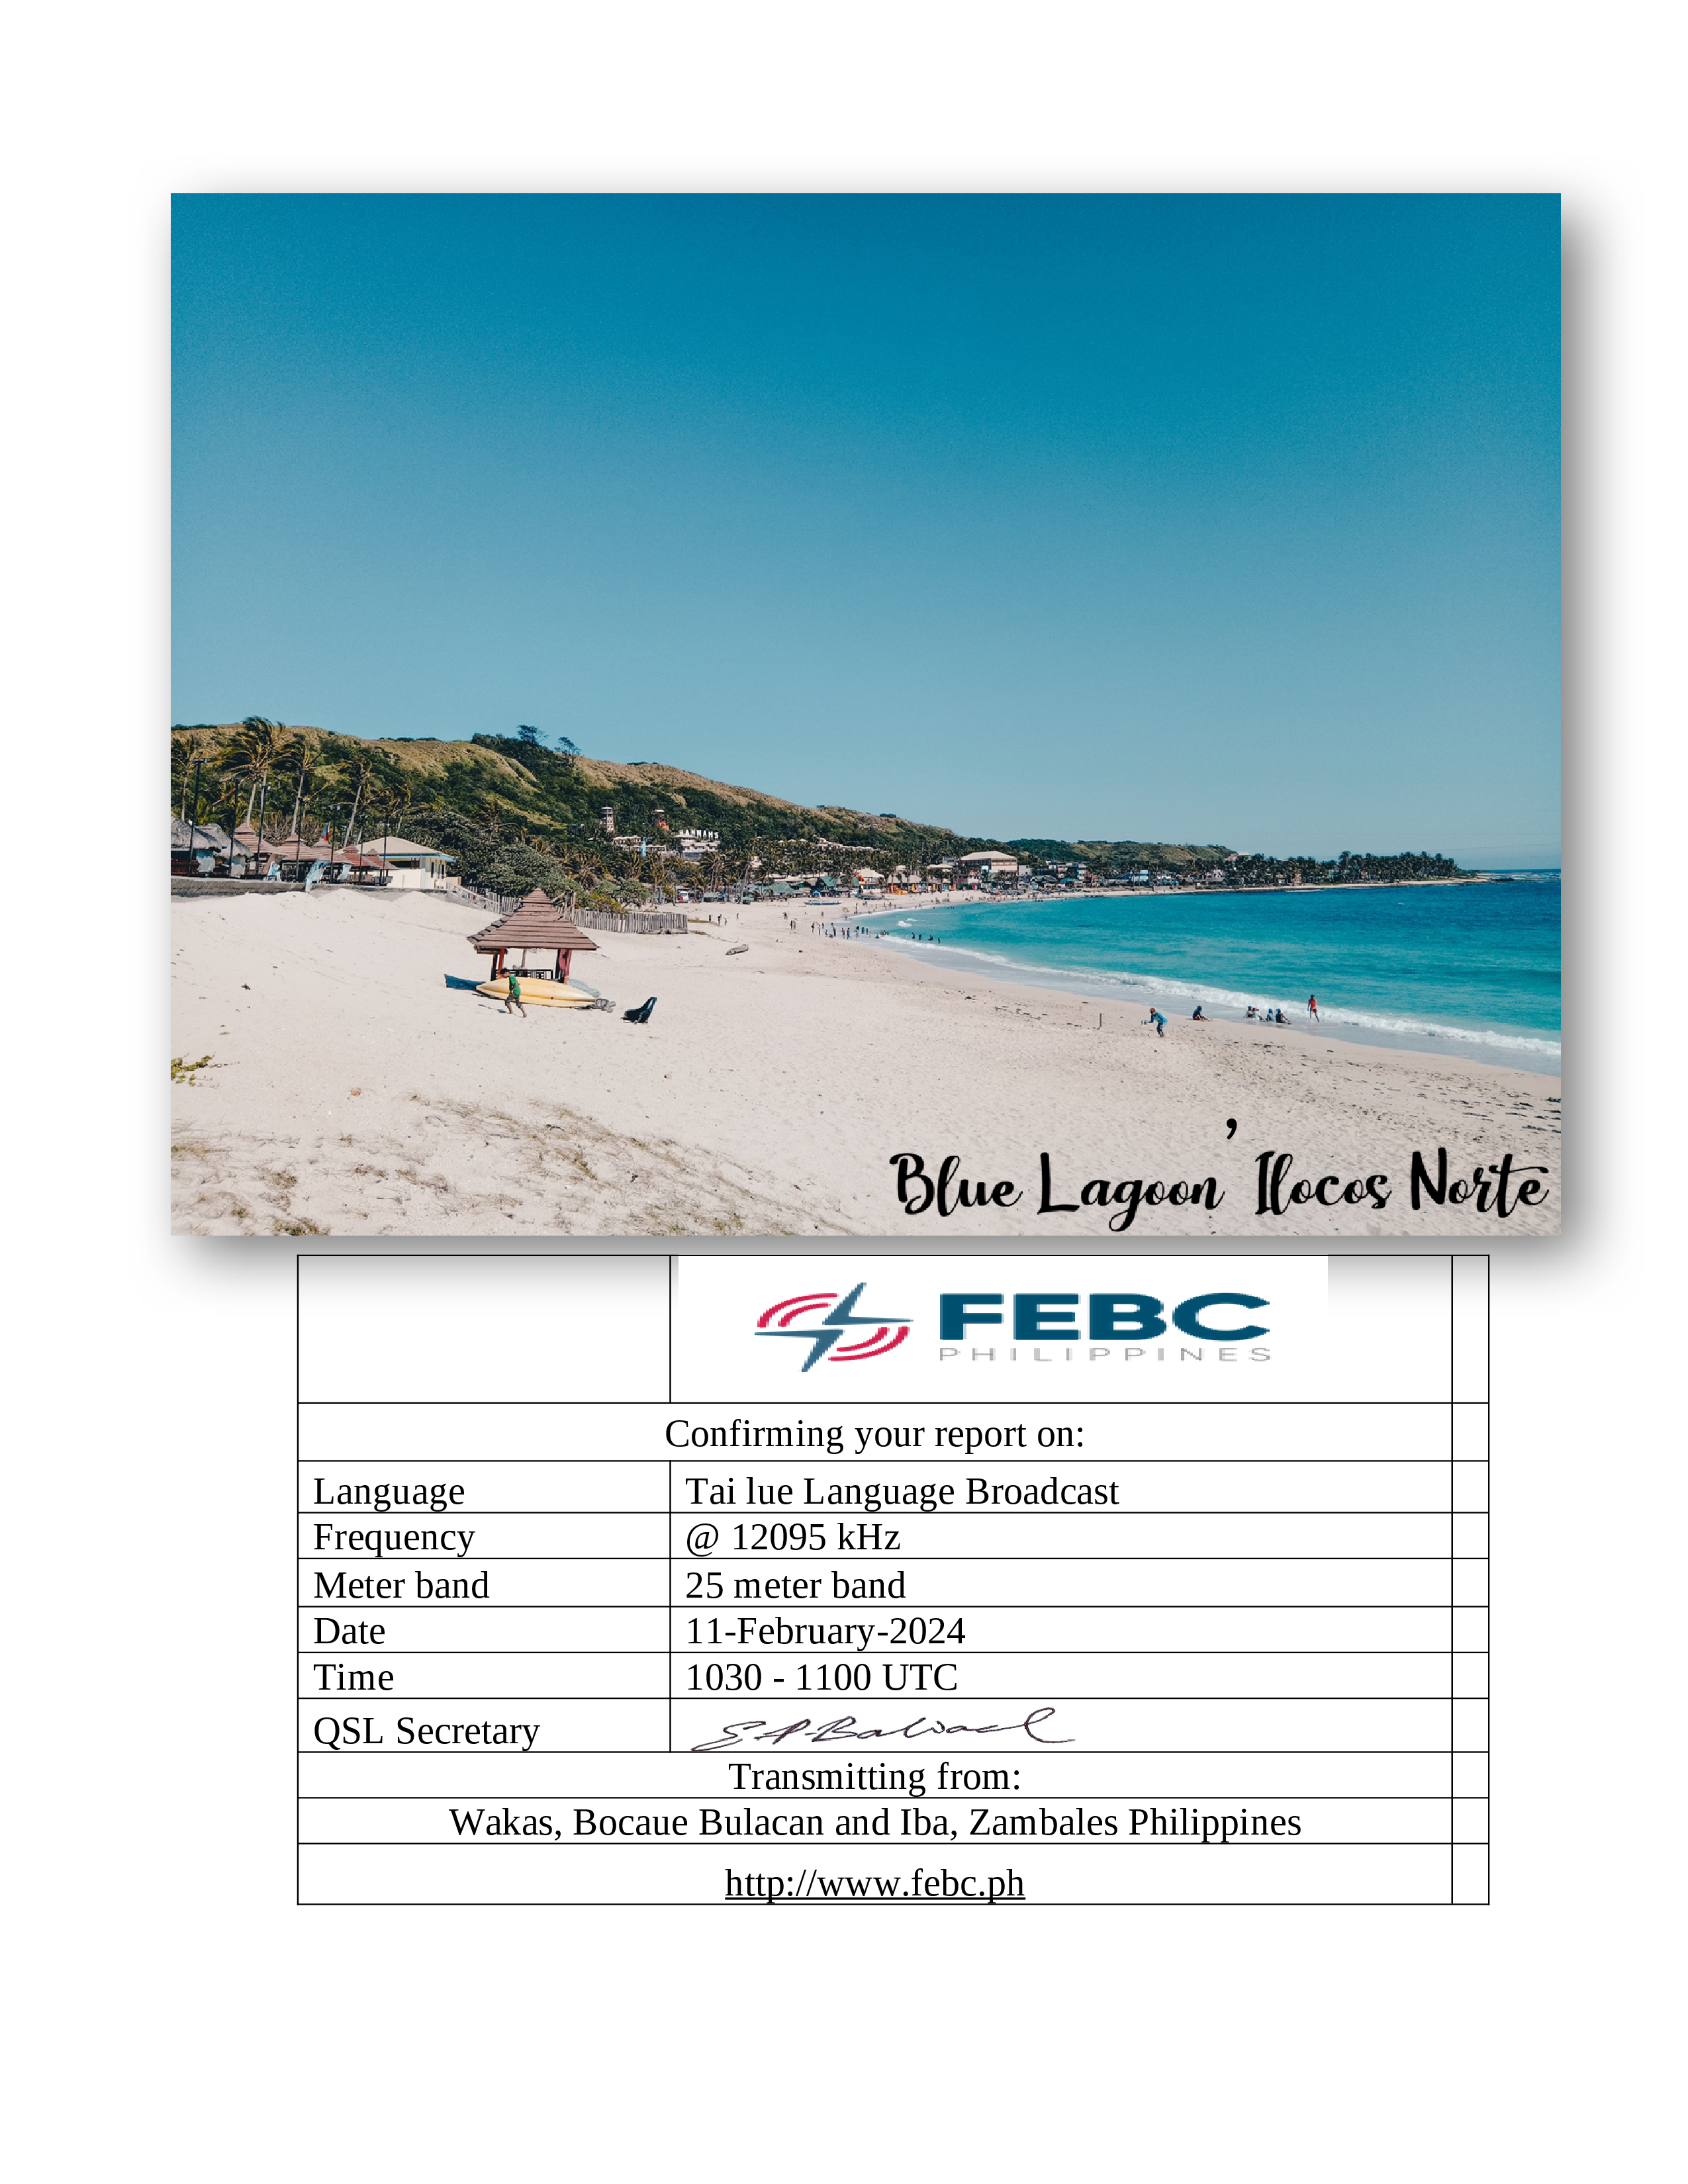 HANNAHS
Blue Lagoon, Ilocos Norte
FEBC
PHILIPPINES
Confirming your report on:
Language Tai lue Language Broadcast
Frequency @ 12095 kHz
Meter band 25 meter band
Date 11-February-2024
Time 1030 - 1100 UTC
QSL Secretary
Transmitting from:
Wakas, Bocaue Bulacan and Iba, Zambales Philippines
http://www.febc.ph